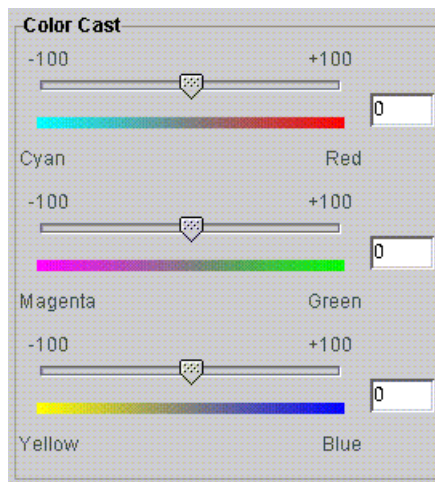 Color Cast
-100 +100
0
Cyan Red
-100 +100
0
Magenta Green
-100 +100
0
Yellow Blue